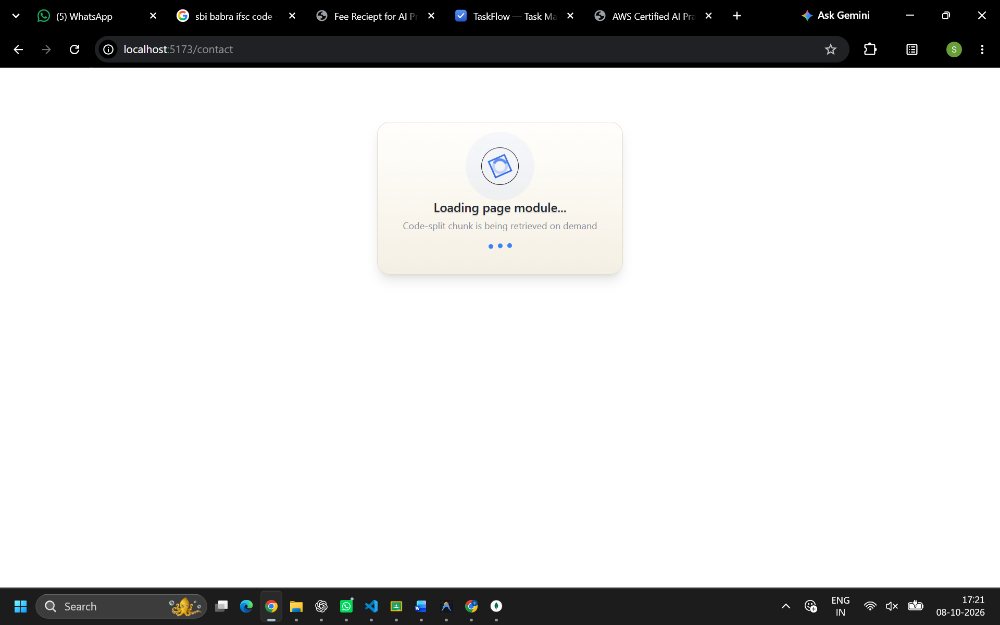 (5) WhatsApp
sbi babra ifsc code -
Fee Reciept for AI Pr
TaskFlow — Task Ma
AWS Certified AI Pra
Ask Gemini
localhost:5173/contact
S
Loading page module...
Code-split chunk is being retrieved on demand
Search
ENG
IN
17:21
08-10-2026